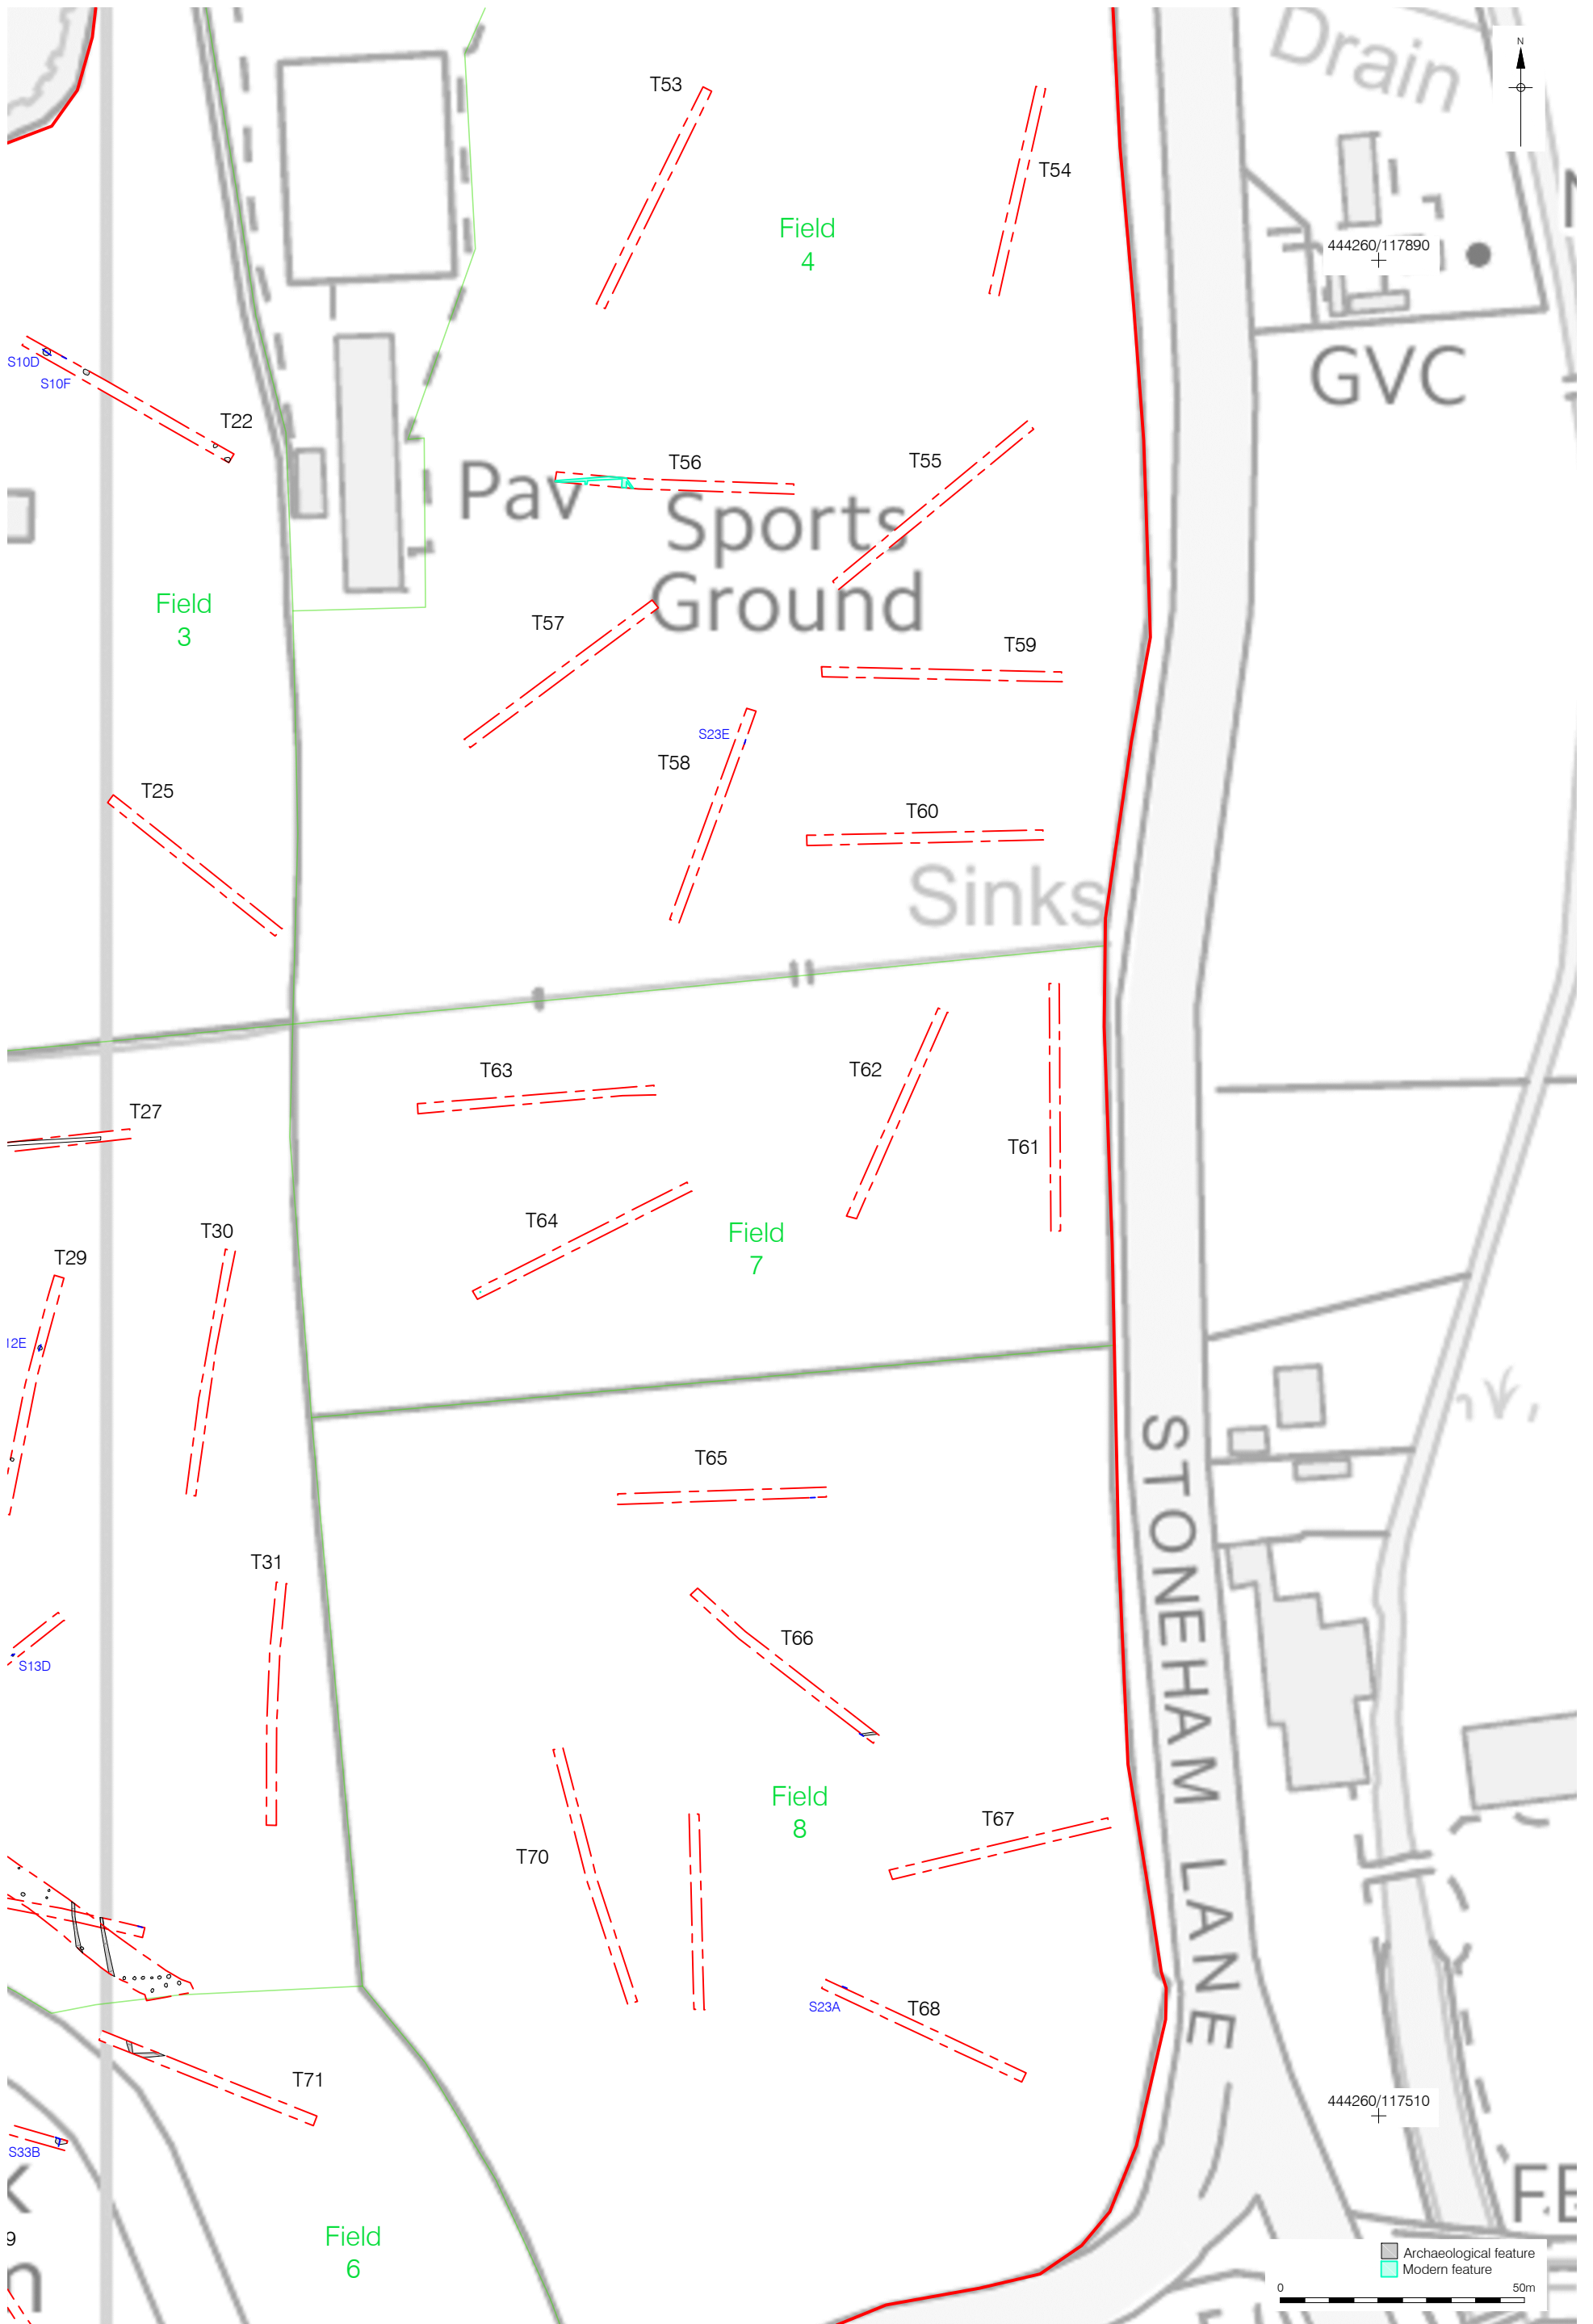 Drain
N
T53
T54
Field
4
444260/117890
S10D
S10F
GVC
T22
T56
T55
Pav
Sports
Ground
Field
3
T57
T59
S23E
T58
T25
T60
Sinks
T63
T62
T27
T61
T64
Field
7
T30
T29
12E
T65
STONEHAM LANE
T31
T66
S13D
Field
8
T67
T70
S23A
T68
T71
444260/117510
S33B
Field
6
Archaeological feature
Modern feature
0 50m